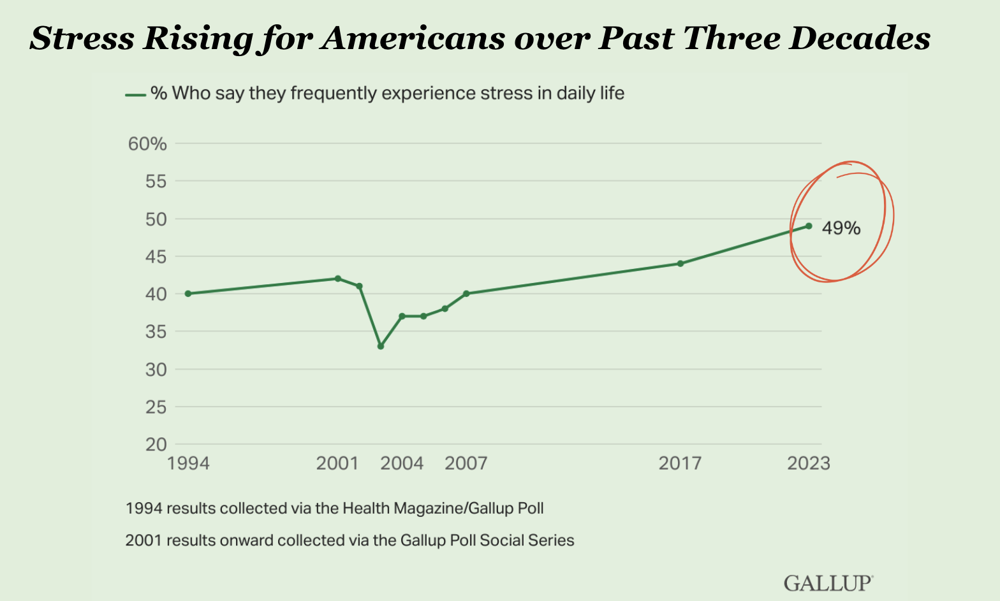 Stress Rising for Americans over Past Three Decades
% Who say they frequently experience stress in daily life
60%
55
50
49%
45
40
35
30
25
20
1994 2001 2004 2007 2017 2023
1994 results collected via the Health Magazine/Gallup Poll
2001 results onward collected via the Gallup Poll Social Series
GALLUP®